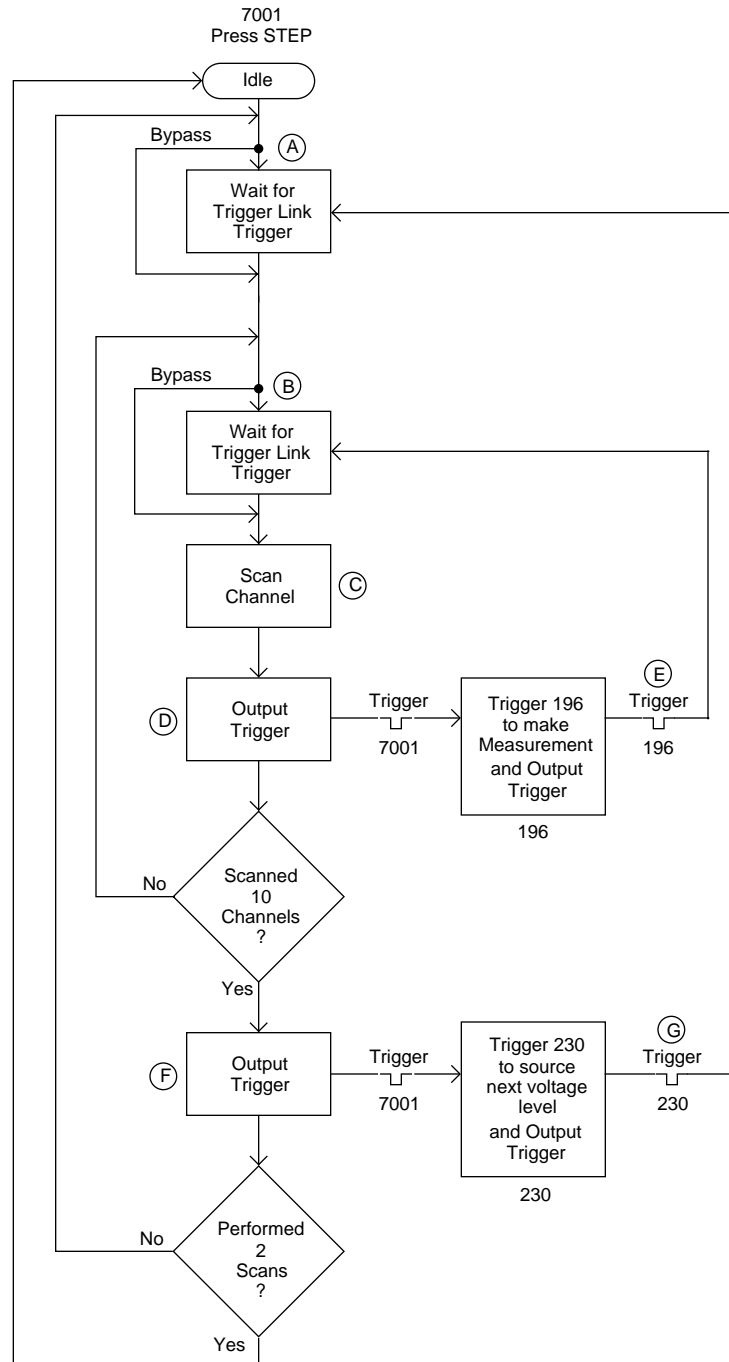 7001
Press STEP
Idle
Bypass
A
Wait for
Trigger Link
Trigger
Bypass
B
Wait for
Trigger Link
Trigger
Scan
Channel
C
D
Output
Trigger
Trigger
7001
Trigger 196
to make
Measurement
and Output
Trigger
196
E
Trigger
196
No
Scanned
10
Channels
?
Yes
F
Output
Trigger
Trigger
7001
Trigger 230
to source
next voltage
level
and Output
Trigger
230
G
Trigger
230
No
Performed
2
Scans
?
Yes